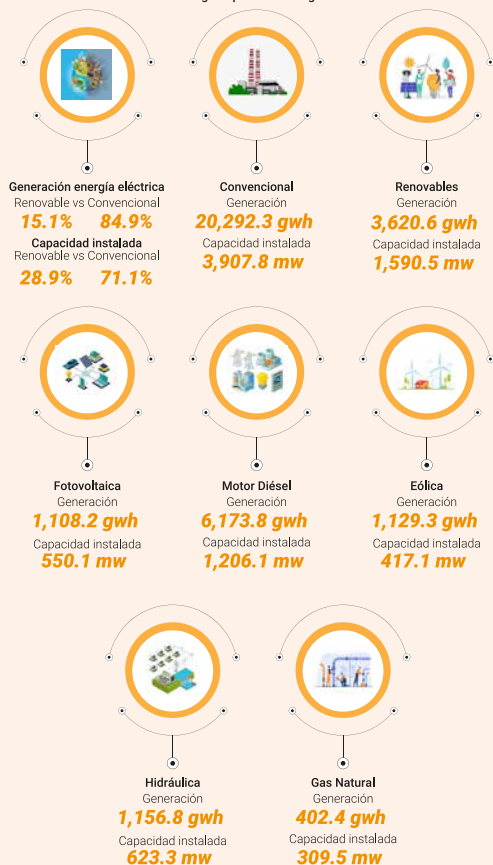 Generación energía eléctrica
Renovable vs Convencional
15.1% 84.9%
Capacidad instalada
Renovable vs Convencional
28.9% 71.1%
Convencional
Generación
20,292.3 gwh
Capacidad instalada
3,907.8 mw
Renovables
Generación
3,620.6 gwh
Capacidad instalada
1,590.5 mw
Fotovoltaica
Generación
1,108.2 gwh
Capacidad instalada
550.1 mw
Motor Diésel
Generación
6,173.8 gwh
Capacidad instalada
1,206.1 mw
Eólica
Generación
1,129.3 gwh
Capacidad instalada
417.1 mw
Hidráulica
Generación
1,156.8 gwh
Capacidad instalada
623.3 mw
Gas Natural
Generación
402.4 gwh
Capacidad instalada
309.5 mw